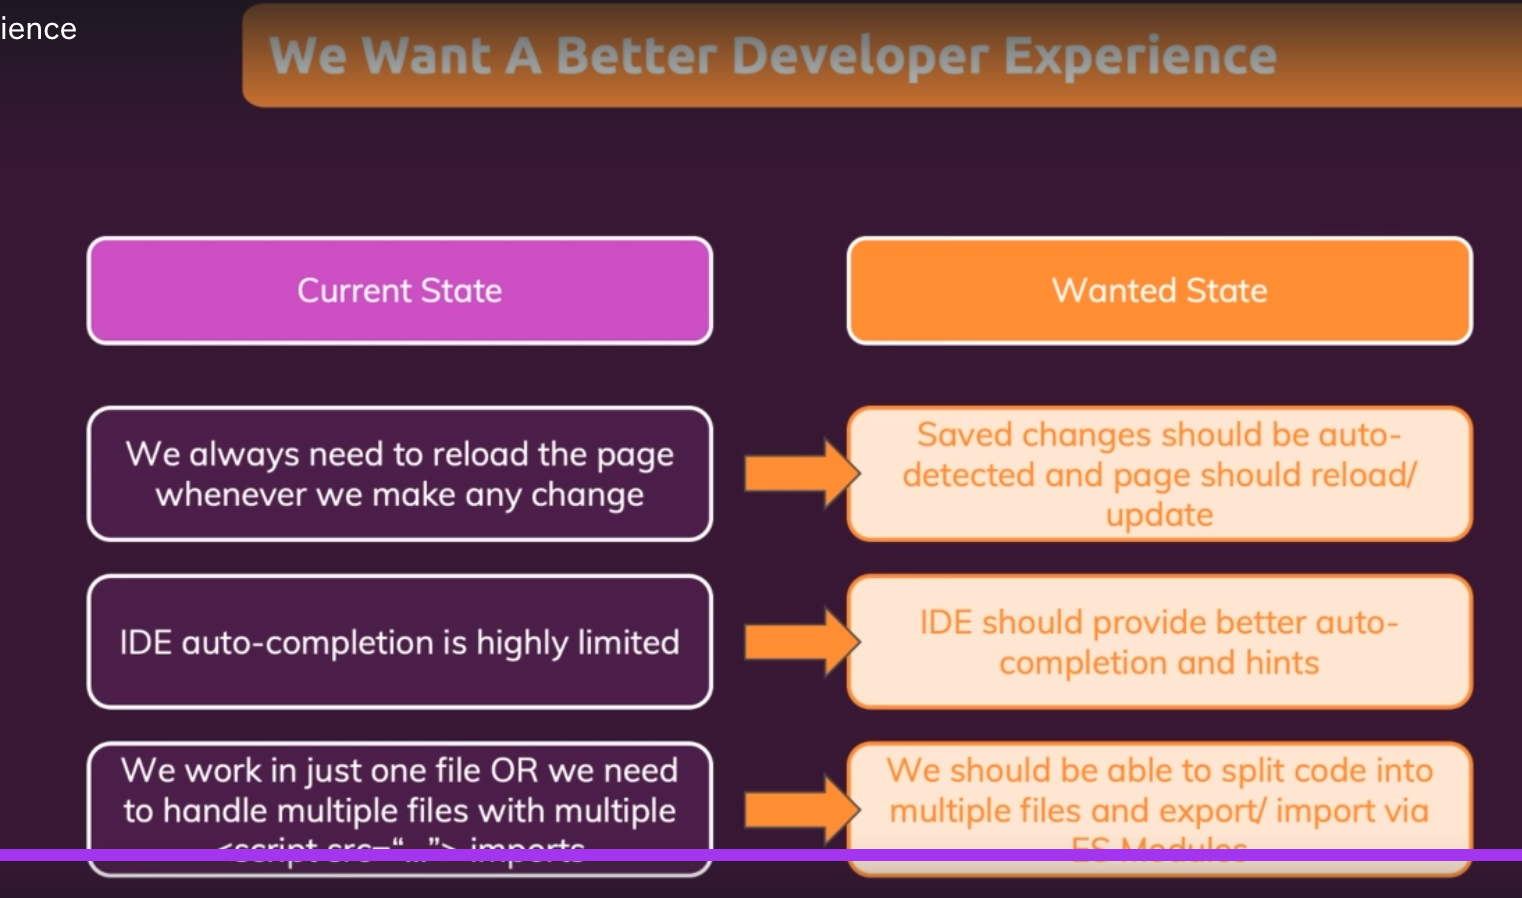 ience
We Want A Better Developer Experience
Current State
Wanted State
We always need to reload the page
whenever we make any change
Saved changes should be auto-
detected and page should reload/
update
IDE auto-completion is highly limited
IDE should provide better auto-
completion and hints
We work in just one file OR we need
to handle multiple files with multiple
<script src=“…”> imports
We should be able to split code into
multiple files and export/ import via
ES Modules